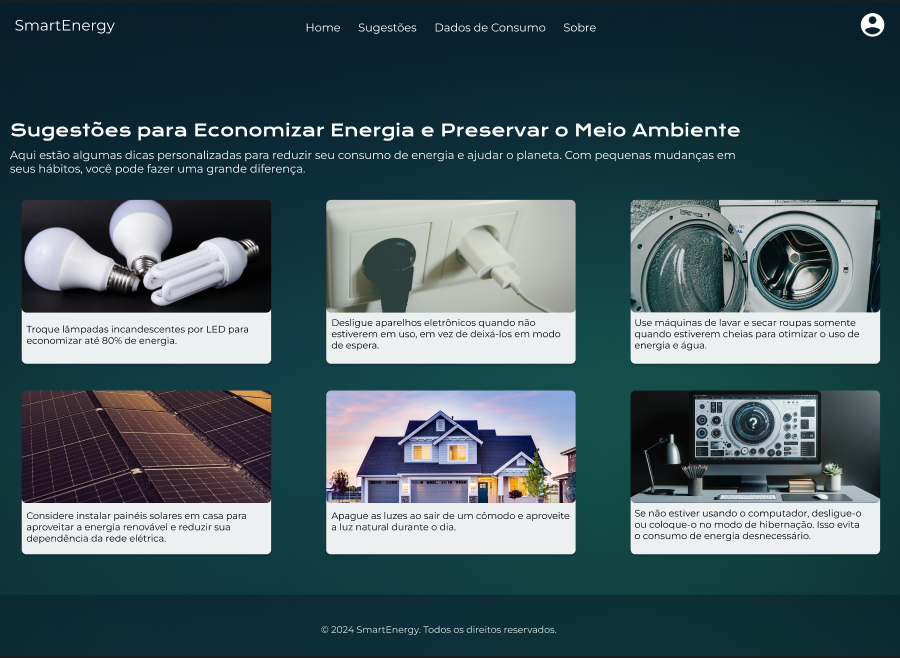 SmartEnergy
Home Sugestões Dados de Consumo Sobre
Sugestões para Economizar Energia e Preservar o Meio Ambiente
Aqui estão algumas dicas personalizadas para reduzir seu consumo de energia e ajudar o planeta. Com pequenas mudanças em
seus hábitos, você pode fazer uma grande diferença.
Troque lâmpadas incandescentes por LED para
economizar até 80% de energia.
Desligue aparelhos eletrônicos quando não
estiverem em uso, em vez de deixá-los em modo
de espera.
Use máquinas de lavar e secar roupas somente
quando estiverem cheias para otimizar o uso de
energia e água.
Considere instalar painéis solares em casa para
aproveitar a energia renovável e reduzir sua
dependência da rede elétrica.
Apague as luzes ao sair de um cômodo e aproveite
a luz natural durante o dia.
?
Se não estiver usando o computador, desligue-o
ou coloque-o no modo de hibernação. Isso evita
o consumo de energia desnecessário.
© 2024 SmartEnergy. Todos os direitos reservados.